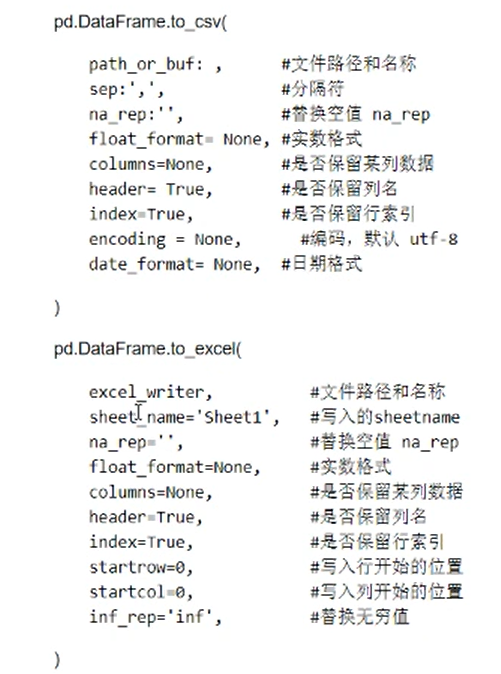 pd.DataFrame.to_csv(
path_or_buf: , #文件路径和名称
sep:',', #分隔符
na_rep:'', #替换空值 na_rep
float_format= None, #实数格式
columns=None, #是否保留某列数据
header= True, #是否保留列名
index=True, #是否保留行索引
encoding = None, #编码，默认 utf-8
date_format= None, #日期格式
)
pd.DataFrame.to_excel(
excel_writer, #文件路径和名称
sheet_name='Sheet1', #写入的sheetname
na_rep='', #替换空值 na_rep
float_format=None, #实数格式
columns=None, #是否保留某列数据
header=True, #是否保留列名
index=True, #是否保留行索引
startrow=0, #写入行开始的位置
startcol=0, #写入列开始的位置
inf_rep='inf', #替换无穷值
)